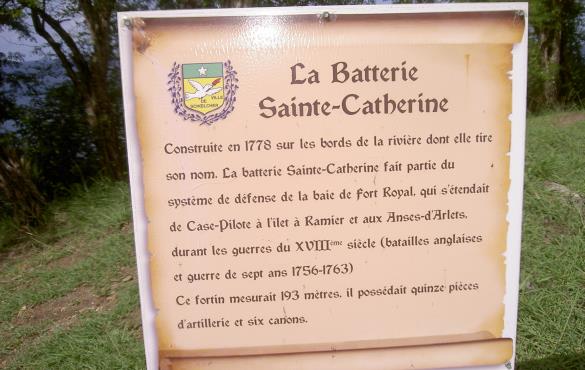 VILLE
DE
SCHŒLCHER
La Batterie
Sainte-Catherine
Construite en 1778 sur les bords de la rivière dont elle tire
son nom. La batterie Sainte-Catherine fait partie du
système de défense de la baie de Fort Royal, qui s'étendait
de Case-Pilote à l'ilet à Ramier et aux Anses-d'Arlets,
durant les guerres du XVIIIème siècle (batailles anglaises
et guerre de sept ans 1756-1763)
Ce fortin mesurait 193 mètres, il possédait quinze pièces
d'artillerie et six canons.